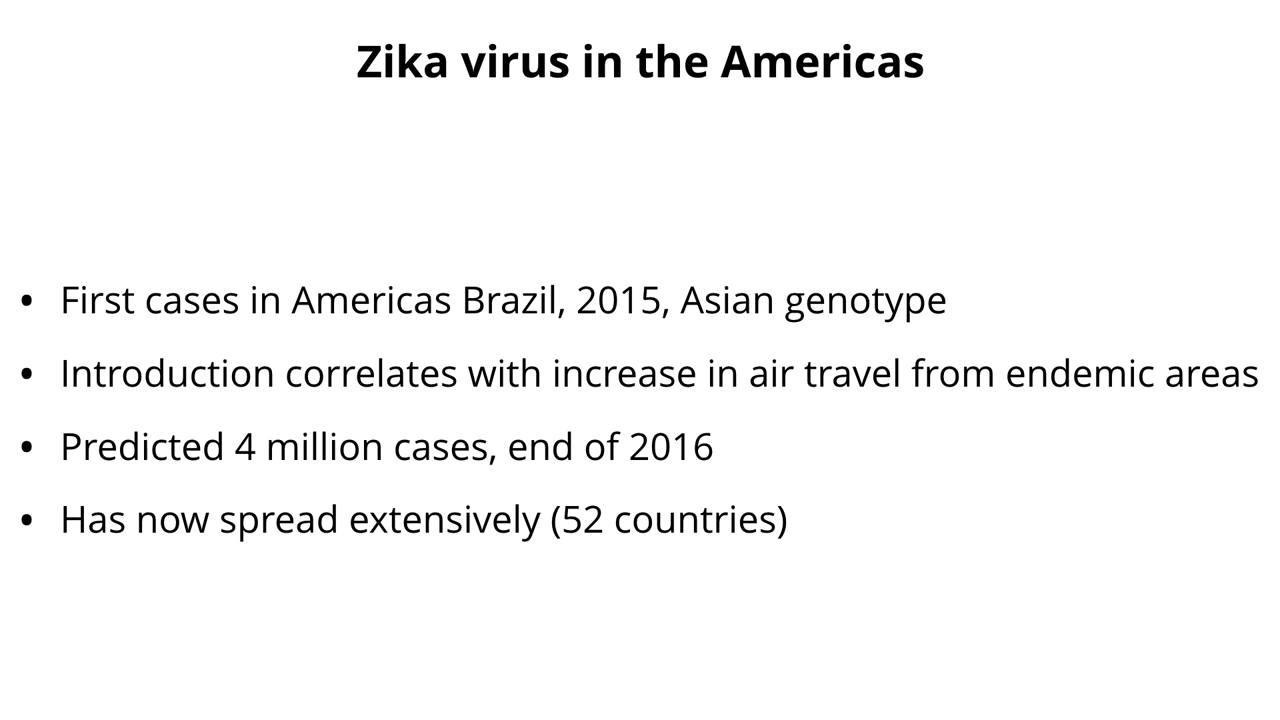 Zika virus in the Americas
• First cases in Americas Brazil, 2015, Asian genotype
• Introduction correlates with increase in air travel from endemic areas
• Predicted 4 million cases, end of 2016
• Has now spread extensively (52 countries)